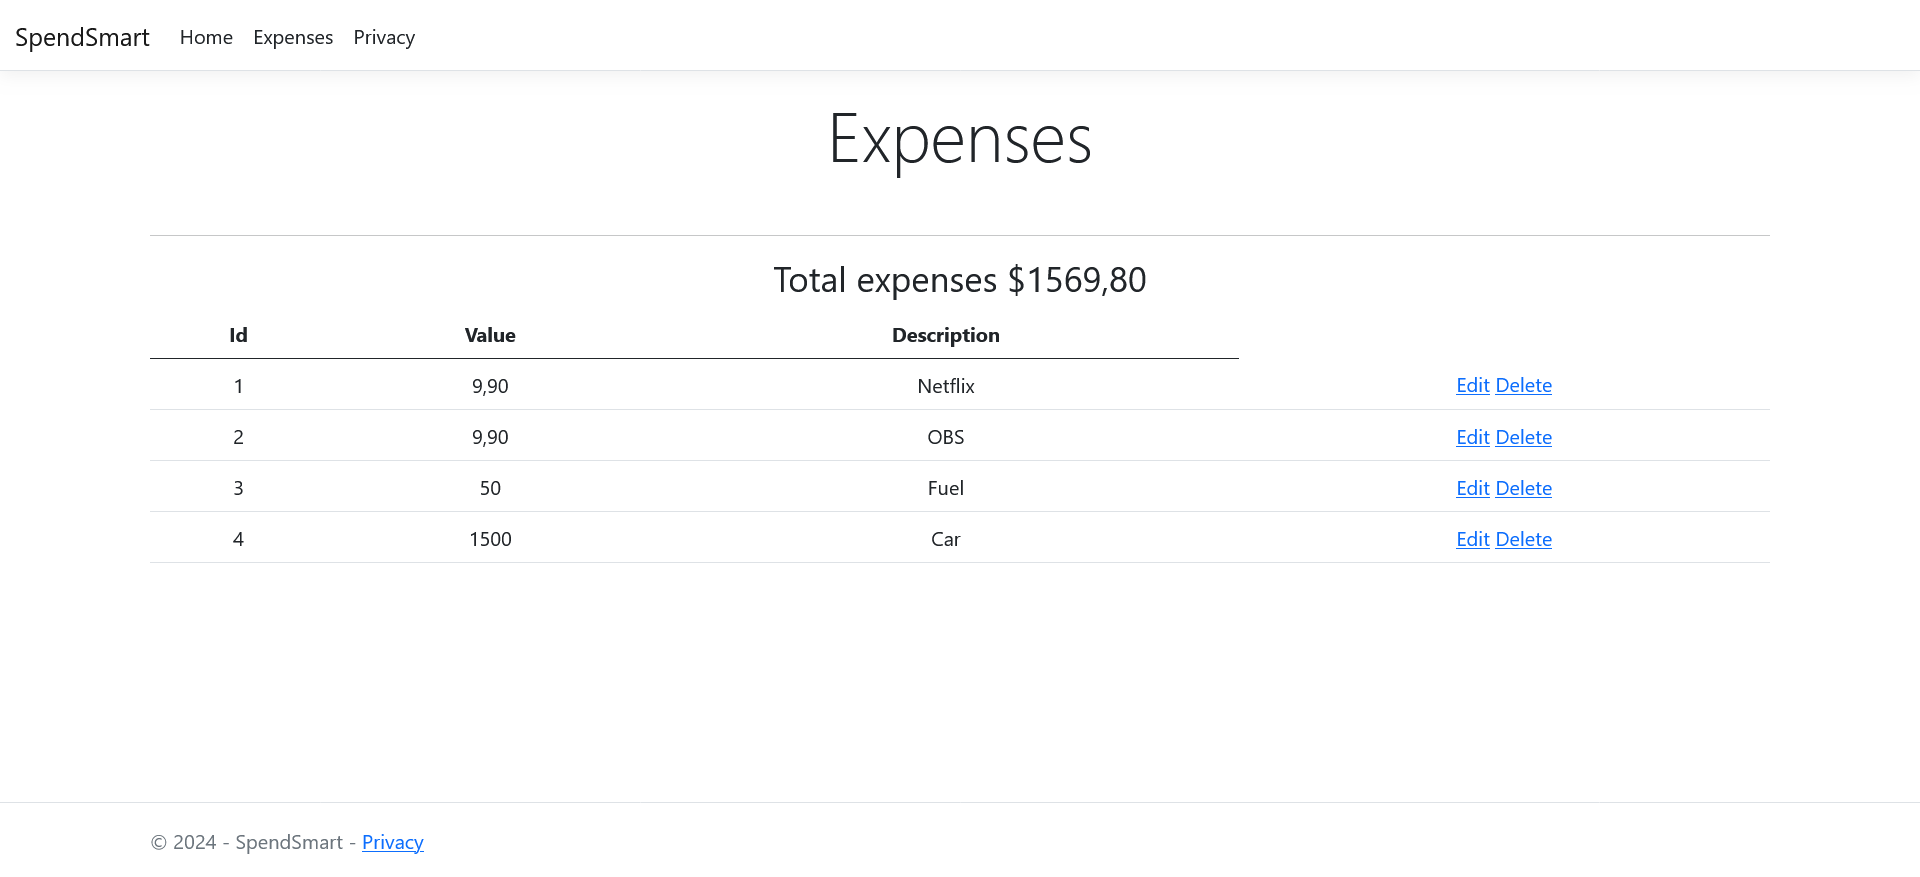 SpendSmart Home Expenses Privacy
Expenses
Total expenses $1569,80
Id Value Description
1 9,90 Netflix Edit Delete
2 9,90 OBS Edit Delete
3 50 Fuel Edit Delete
4 1500 Car Edit Delete
© 2024 - SpendSmart - Privacy